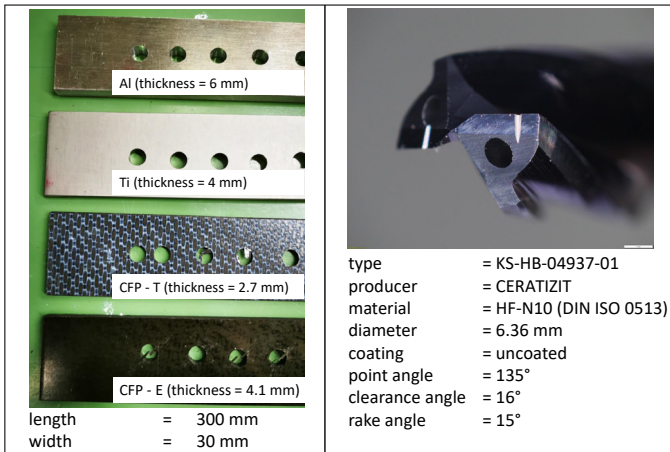 Al (thickness = 6 mm)
Ti (thickness = 4 mm)
CFP - T (thickness = 2.7 mm)
CFP - E (thickness = 4.1 mm)
length = 300 mm
width = 30 mm
type = KS-HB-04937-01
producer = CERATIZIT
material = HF-N10 (DIN ISO 0513)
diameter = 6.36 mm
coating = uncoated
point angle = 135°
clearance angle = 16°
rake angle = 15°